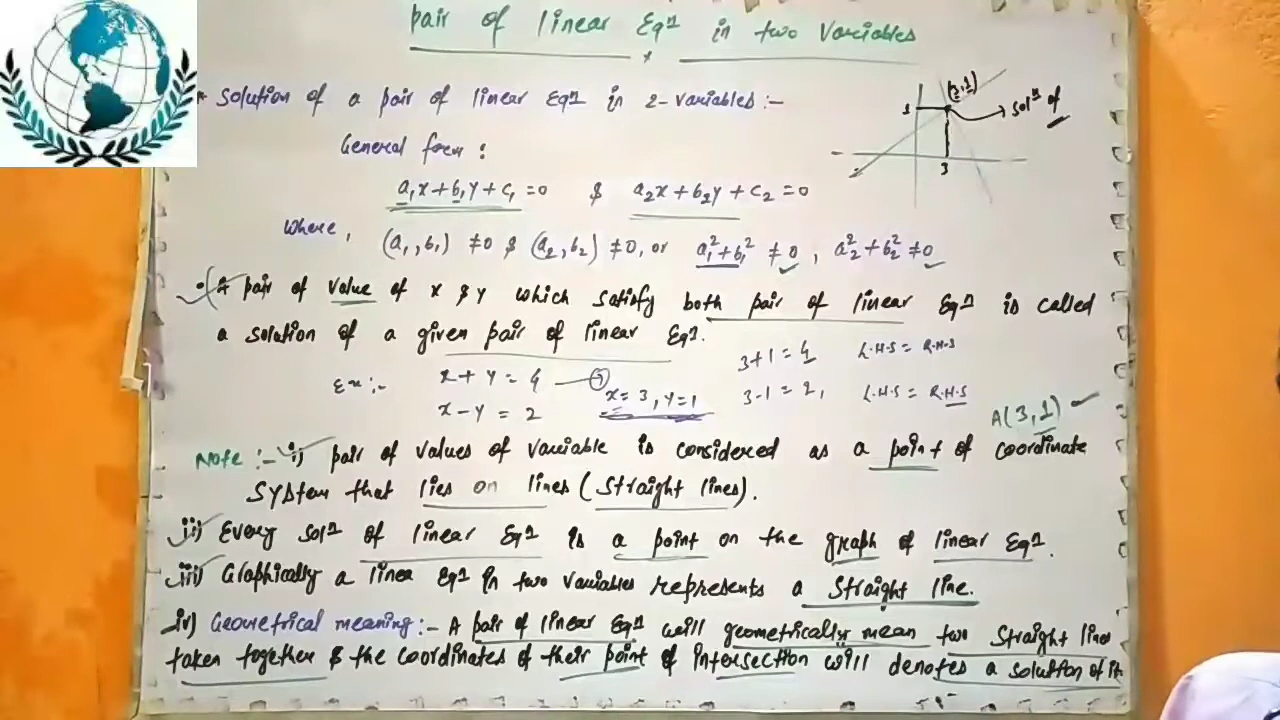 pair of linear Eqn in two Variables
* Solution of a pair of linear Eqn in 2-variables :-
(3,1)
1
3
Soln of
General form :
a₁x + b₁y + c₁ = 0 & a₂x + b₂y + c₂ = 0
Where, (a₁, b₁) ≠ 0 & (a₂, b₂) ≠ 0, or a₁² + b₁² ≠ 0, a₂² + b₂² ≠ 0
• A pair of value of x & y which satisfy both pair of linear Eqn is called
a solution of a given pair of linear Eqn.
Ex :- x + y = 4
x = 3, y = 1
3+1 = 4 L.H.S = R.H.S
x - y = 2
3-1 = 2, L.H.S = R.H.S
A(3,1)
Note :- i) pair of values of variable is considered as a point of coordinate
System that lies on lines (Straight lines).
ii) Every soln of linear Eqn is a point on the graph of linear Eqn.
iii) Graphically a linea Eqn in two variables represents a Straight line.
iv) Geometrical meaning :- A pair of linear Eqn will geometrically mean two Straight lines
taken together & the coordinates of their point of intersection will denotes a solution of it